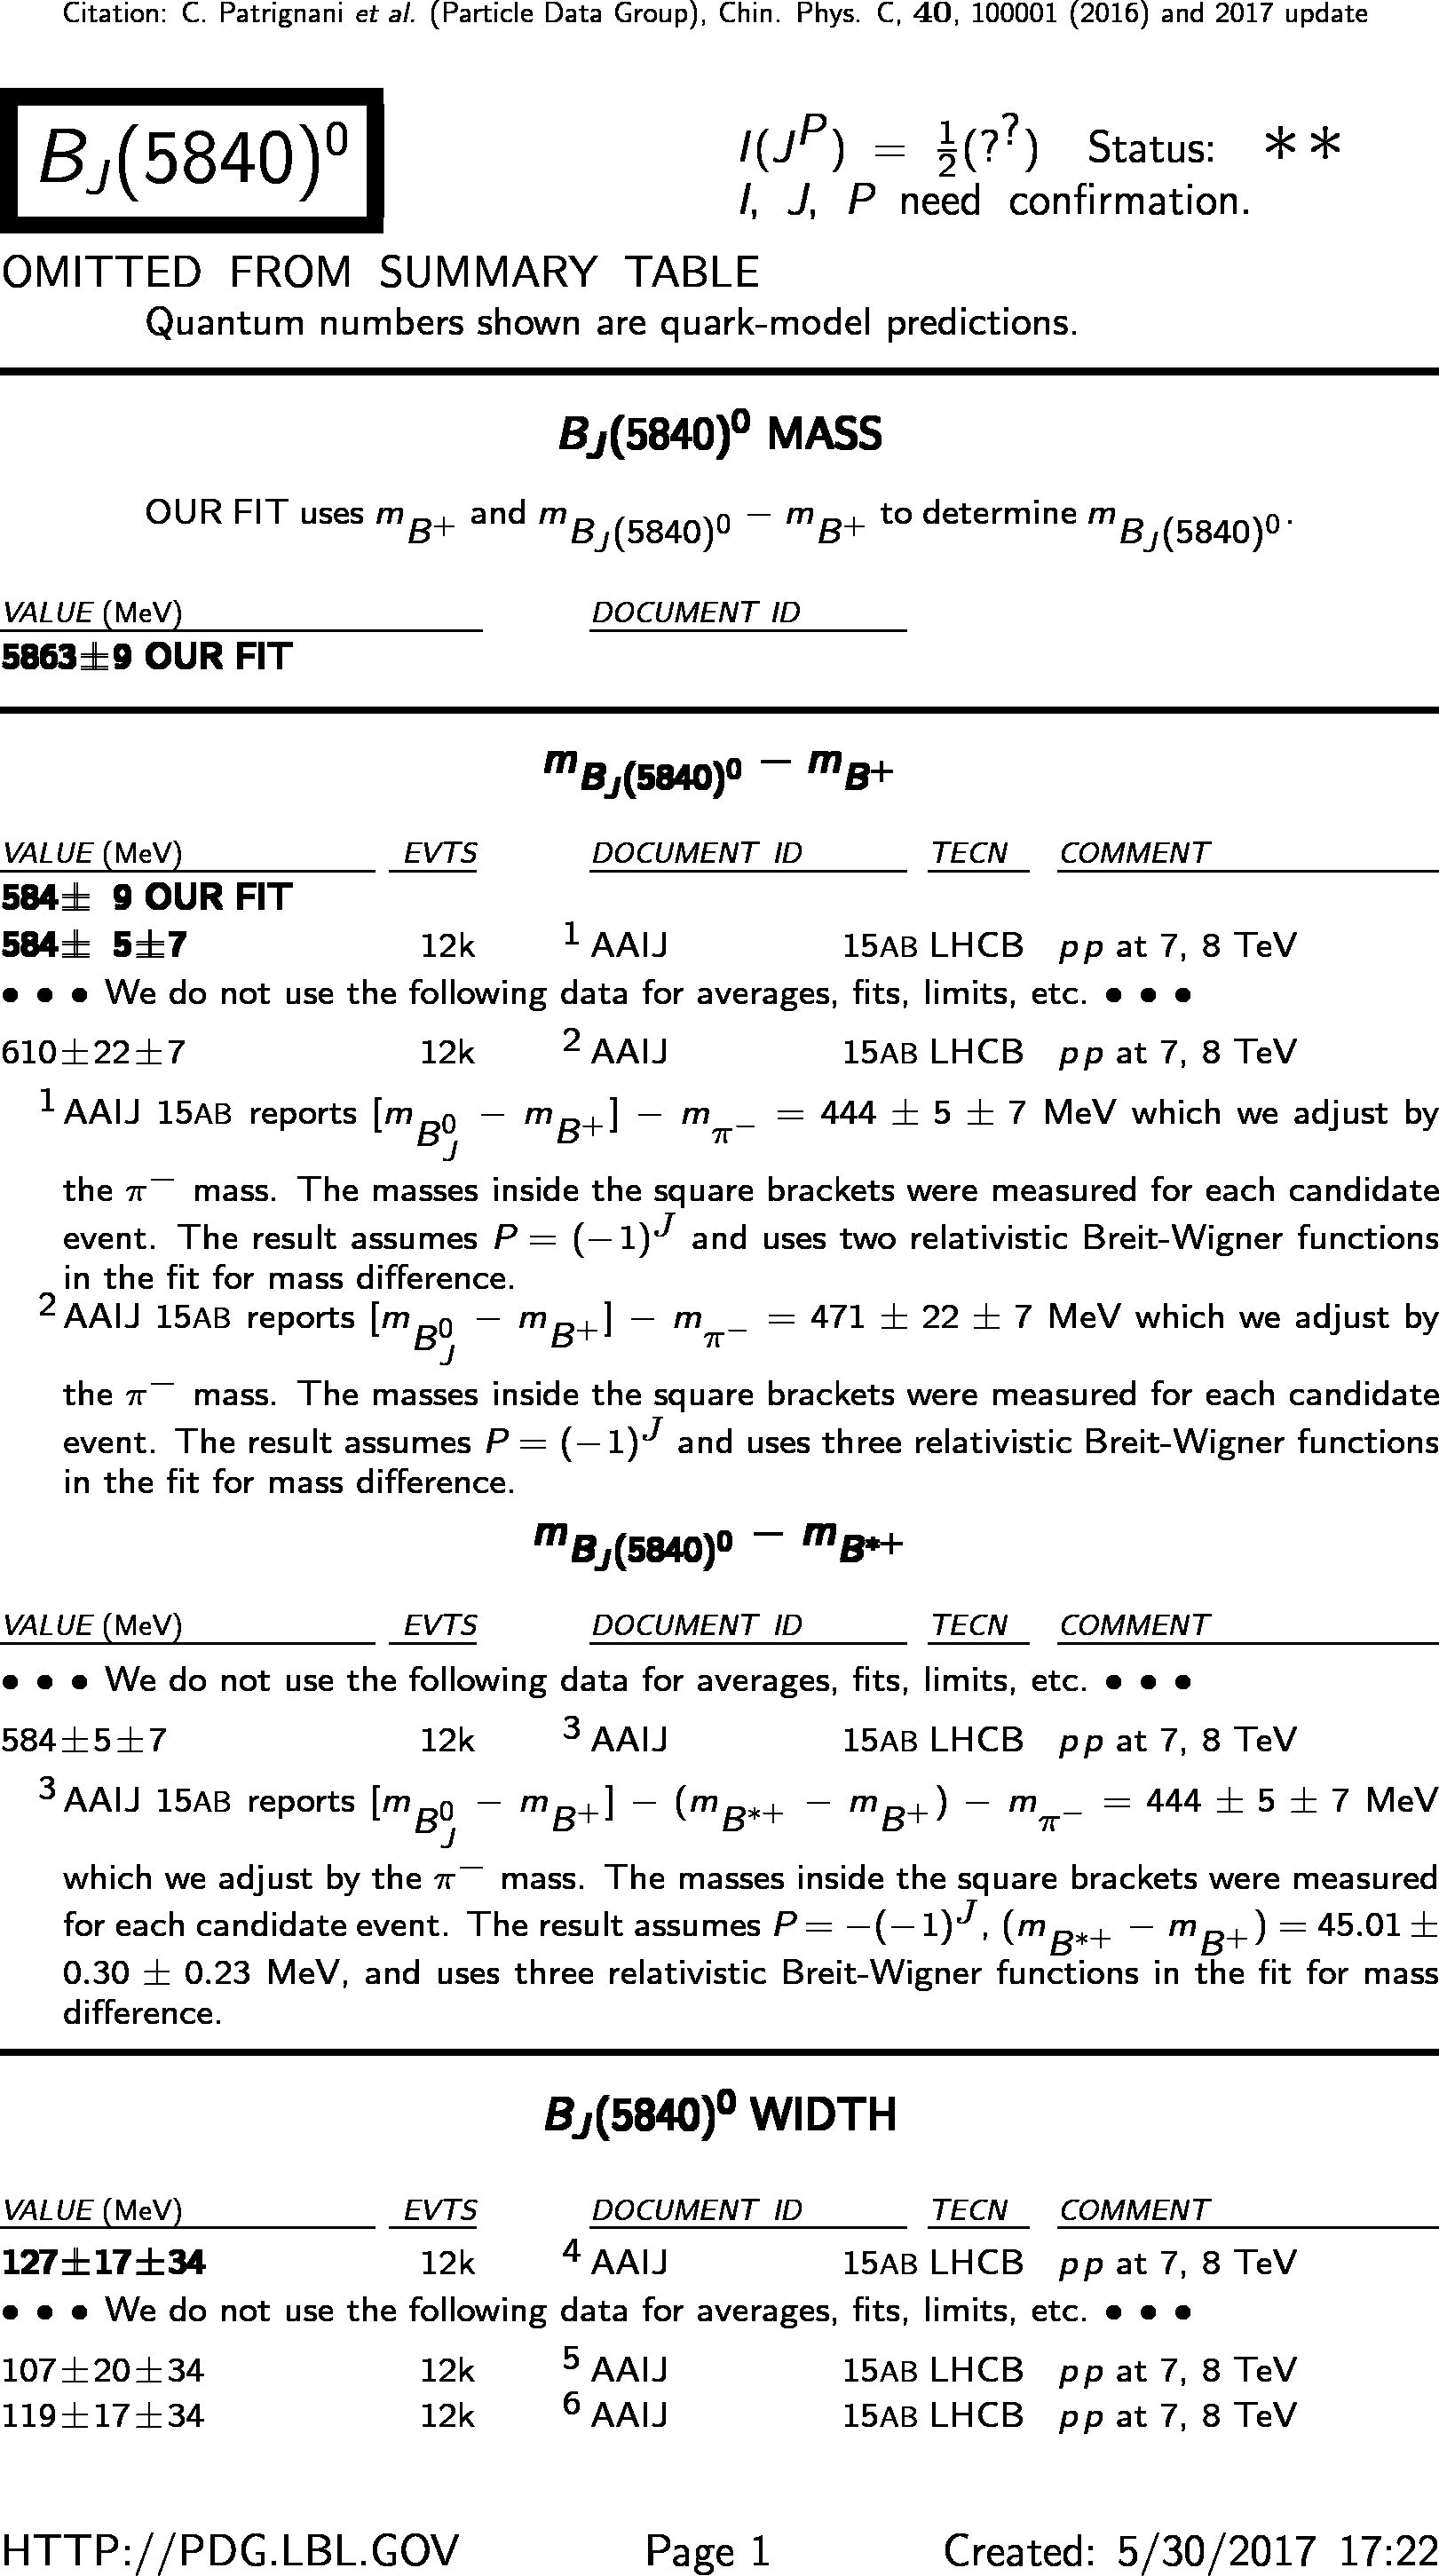 Citation: C. Patrignani et al. (Particle Data Group), Chin. Phys. C, 40, 100001 (2016) and 2017 update
B_J(5840)^0
I(J^P) = 1/2(?^?) Status: ∗∗
I, J, P need confirmation.
OMITTED FROM SUMMARY TABLE
Quantum numbers shown are quark-model predictions.
B_J(5840)^0 MASS
OUR FIT uses m_{B+} and m_{B_J(5840)^0} − m_{B+} to determine m_{B_J(5840)^0}.
VALUE (MeV) DOCUMENT ID
5863±9 OUR FIT
m_{B_J(5840)^0} − m_{B+}
VALUE (MeV) EVTS DOCUMENT ID TECN COMMENT
584± 9 OUR FIT
584± 5±7 12k ^1 AAIJ 15AB LHCB pp at 7, 8 TeV
• • • We do not use the following data for averages, fits, limits, etc. • • •
610±22±7 12k ^2 AAIJ 15AB LHCB pp at 7, 8 TeV
^1 AAIJ 15AB reports [m_{B_J^0} − m_{B+}] − m_{π−} = 444 ± 5 ± 7 MeV which we adjust by
the π^− mass. The masses inside the square brackets were measured for each candidate
event. The result assumes P = (−1)^J and uses two relativistic Breit-Wigner functions
in the fit for mass difference.
^2 AAIJ 15AB reports [m_{B_J^0} − m_{B+}] − m_{π−} = 471 ± 22 ± 7 MeV which we adjust by
the π^− mass. The masses inside the square brackets were measured for each candidate
event. The result assumes P = (−1)^J and uses three relativistic Breit-Wigner functions
in the fit for mass difference.
m_{B_J(5840)^0} − m_{B*+}
VALUE (MeV) EVTS DOCUMENT ID TECN COMMENT
• • • We do not use the following data for averages, fits, limits, etc. • • •
584±5±7 12k ^3 AAIJ 15AB LHCB pp at 7, 8 TeV
^3 AAIJ 15AB reports [m_{B_J^0} − m_{B+}] − (m_{B*+} − m_{B+}) − m_{π−} = 444 ± 5 ± 7 MeV
which we adjust by the π^− mass. The masses inside the square brackets were measured
for each candidate event. The result assumes P = −(−1)^J, (m_{B*+} − m_{B+}) = 45.01 ±
0.30 ± 0.23 MeV, and uses three relativistic Breit-Wigner functions in the fit for mass
difference.
B_J(5840)^0 WIDTH
VALUE (MeV) EVTS DOCUMENT ID TECN COMMENT
127±17±34 12k ^4 AAIJ 15AB LHCB pp at 7, 8 TeV
• • • We do not use the following data for averages, fits, limits, etc. • • •
107±20±34 12k ^5 AAIJ 15AB LHCB pp at 7, 8 TeV
119±17±34 12k ^6 AAIJ 15AB LHCB pp at 7, 8 TeV
HTTP://PDG.LBL.GOV Page 1 Created: 5/30/2017 17:22